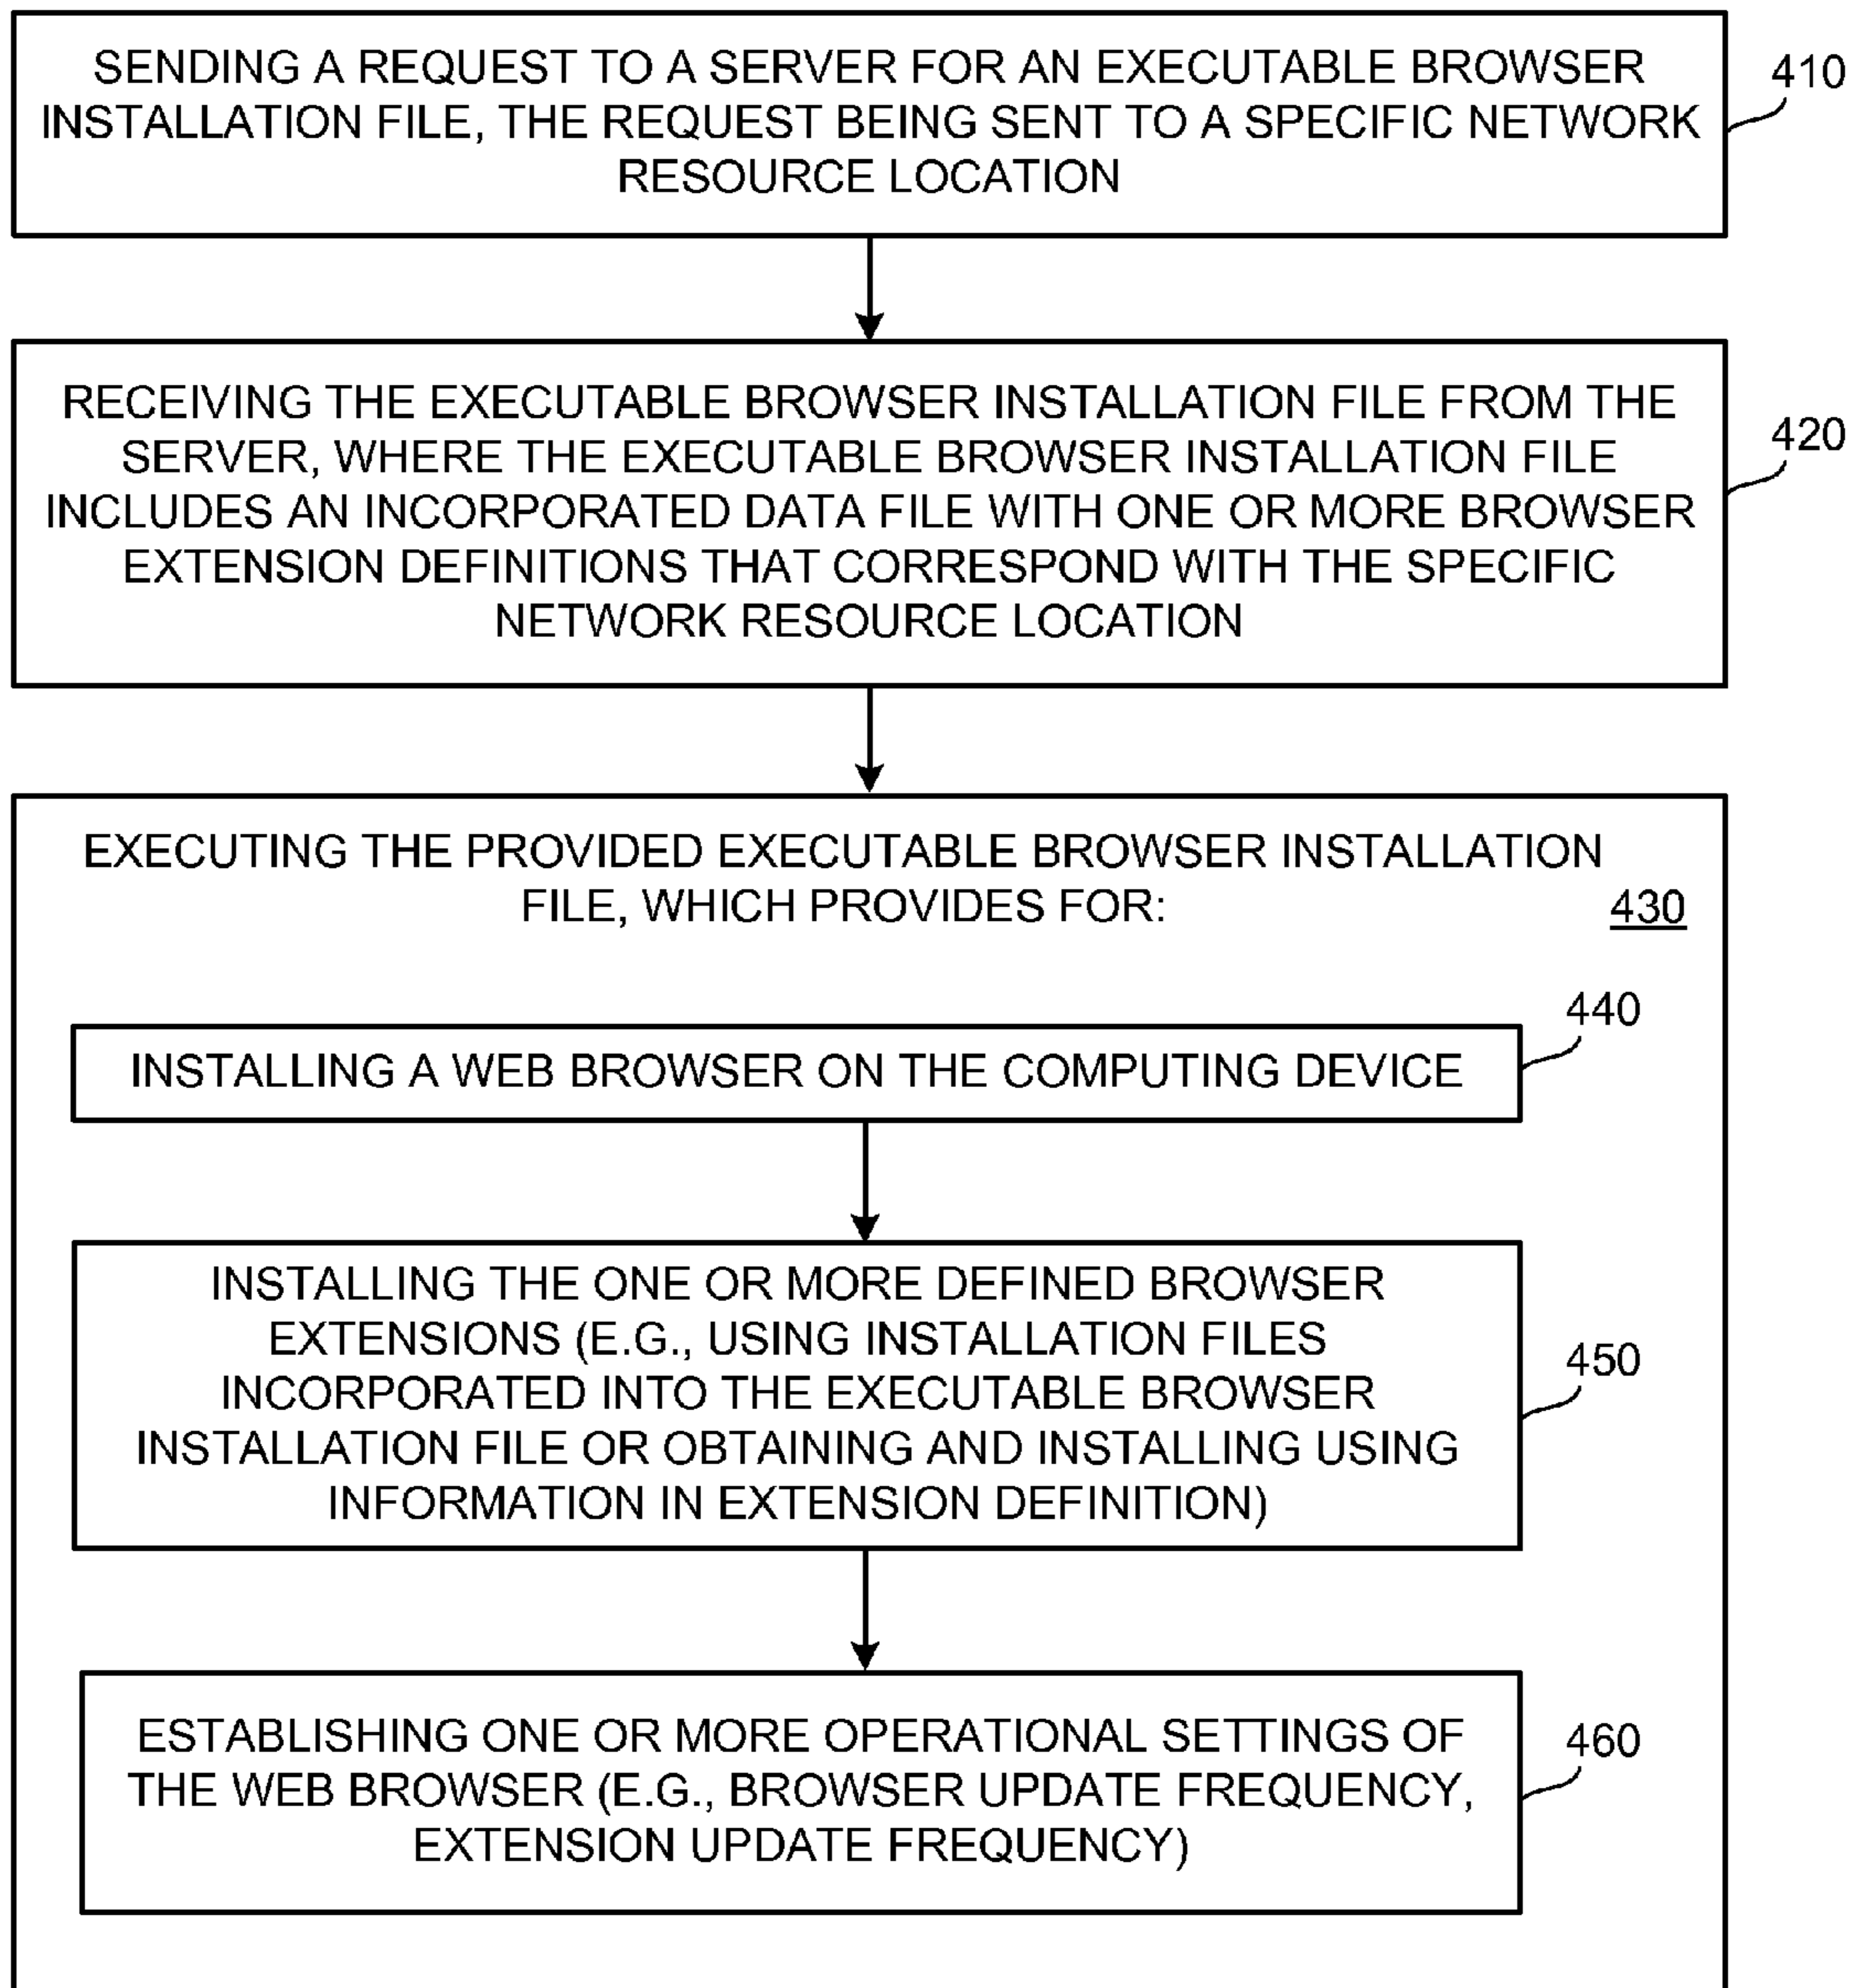 SENDING A REQUEST TO A SERVER FOR AN EXECUTABLE BROWSER
INSTALLATION FILE, THE REQUEST BEING SENT TO A SPECIFIC NETWORK
RESOURCE LOCATION
410
RECEIVING THE EXECUTABLE BROWSER INSTALLATION FILE FROM THE
SERVER, WHERE THE EXECUTABLE BROWSER INSTALLATION FILE
INCLUDES AN INCORPORATED DATA FILE WITH ONE OR MORE BROWSER
EXTENSION DEFINITIONS THAT CORRESPOND WITH THE SPECIFIC
NETWORK RESOURCE LOCATION
420
EXECUTING THE PROVIDED EXECUTABLE BROWSER INSTALLATION
FILE, WHICH PROVIDES FOR:
430
440
INSTALLING A WEB BROWSER ON THE COMPUTING DEVICE
INSTALLING THE ONE OR MORE DEFINED BROWSER
EXTENSIONS (E.G., USING INSTALLATION FILES
INCORPORATED INTO THE EXECUTABLE BROWSER
INSTALLATION FILE OR OBTAINING AND INSTALLING USING
INFORMATION IN EXTENSION DEFINITION)
450
ESTABLISHING ONE OR MORE OPERATIONAL SETTINGS OF
THE WEB BROWSER (E.G., BROWSER UPDATE FREQUENCY,
EXTENSION UPDATE FREQUENCY)
460